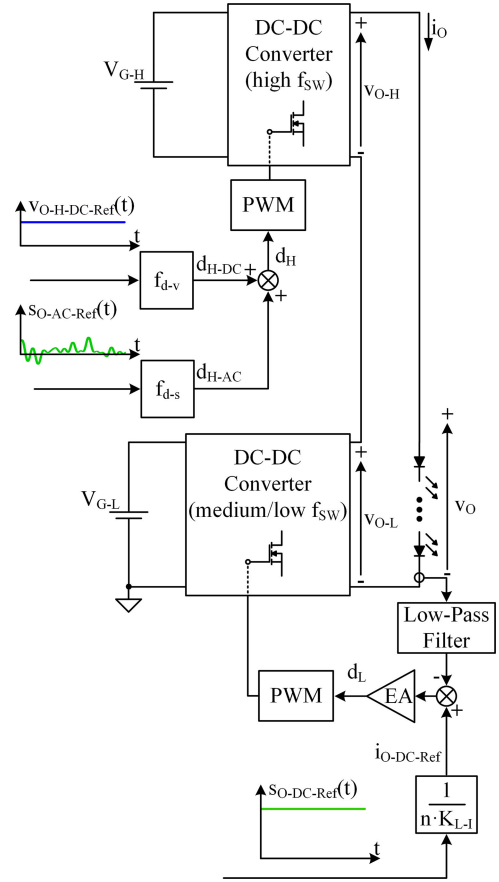 DC-DC
Converter
(high fSW)
VG-H
+
vO-H
-
iO
PWM
dH
vO-H-DC-Ref(t)
t
fd-v
dH-DC
+
+
sO-AC-Ref(t)
t
fd-s
dH-AC
DC-DC
Converter
(medium/low fSW)
VG-L
+
vO-L
-
+
vO
-
Low-Pass
Filter
-
+
EA
dL
PWM
iO-DC-Ref
1
n·KL-I
sO-DC-Ref(t)
t